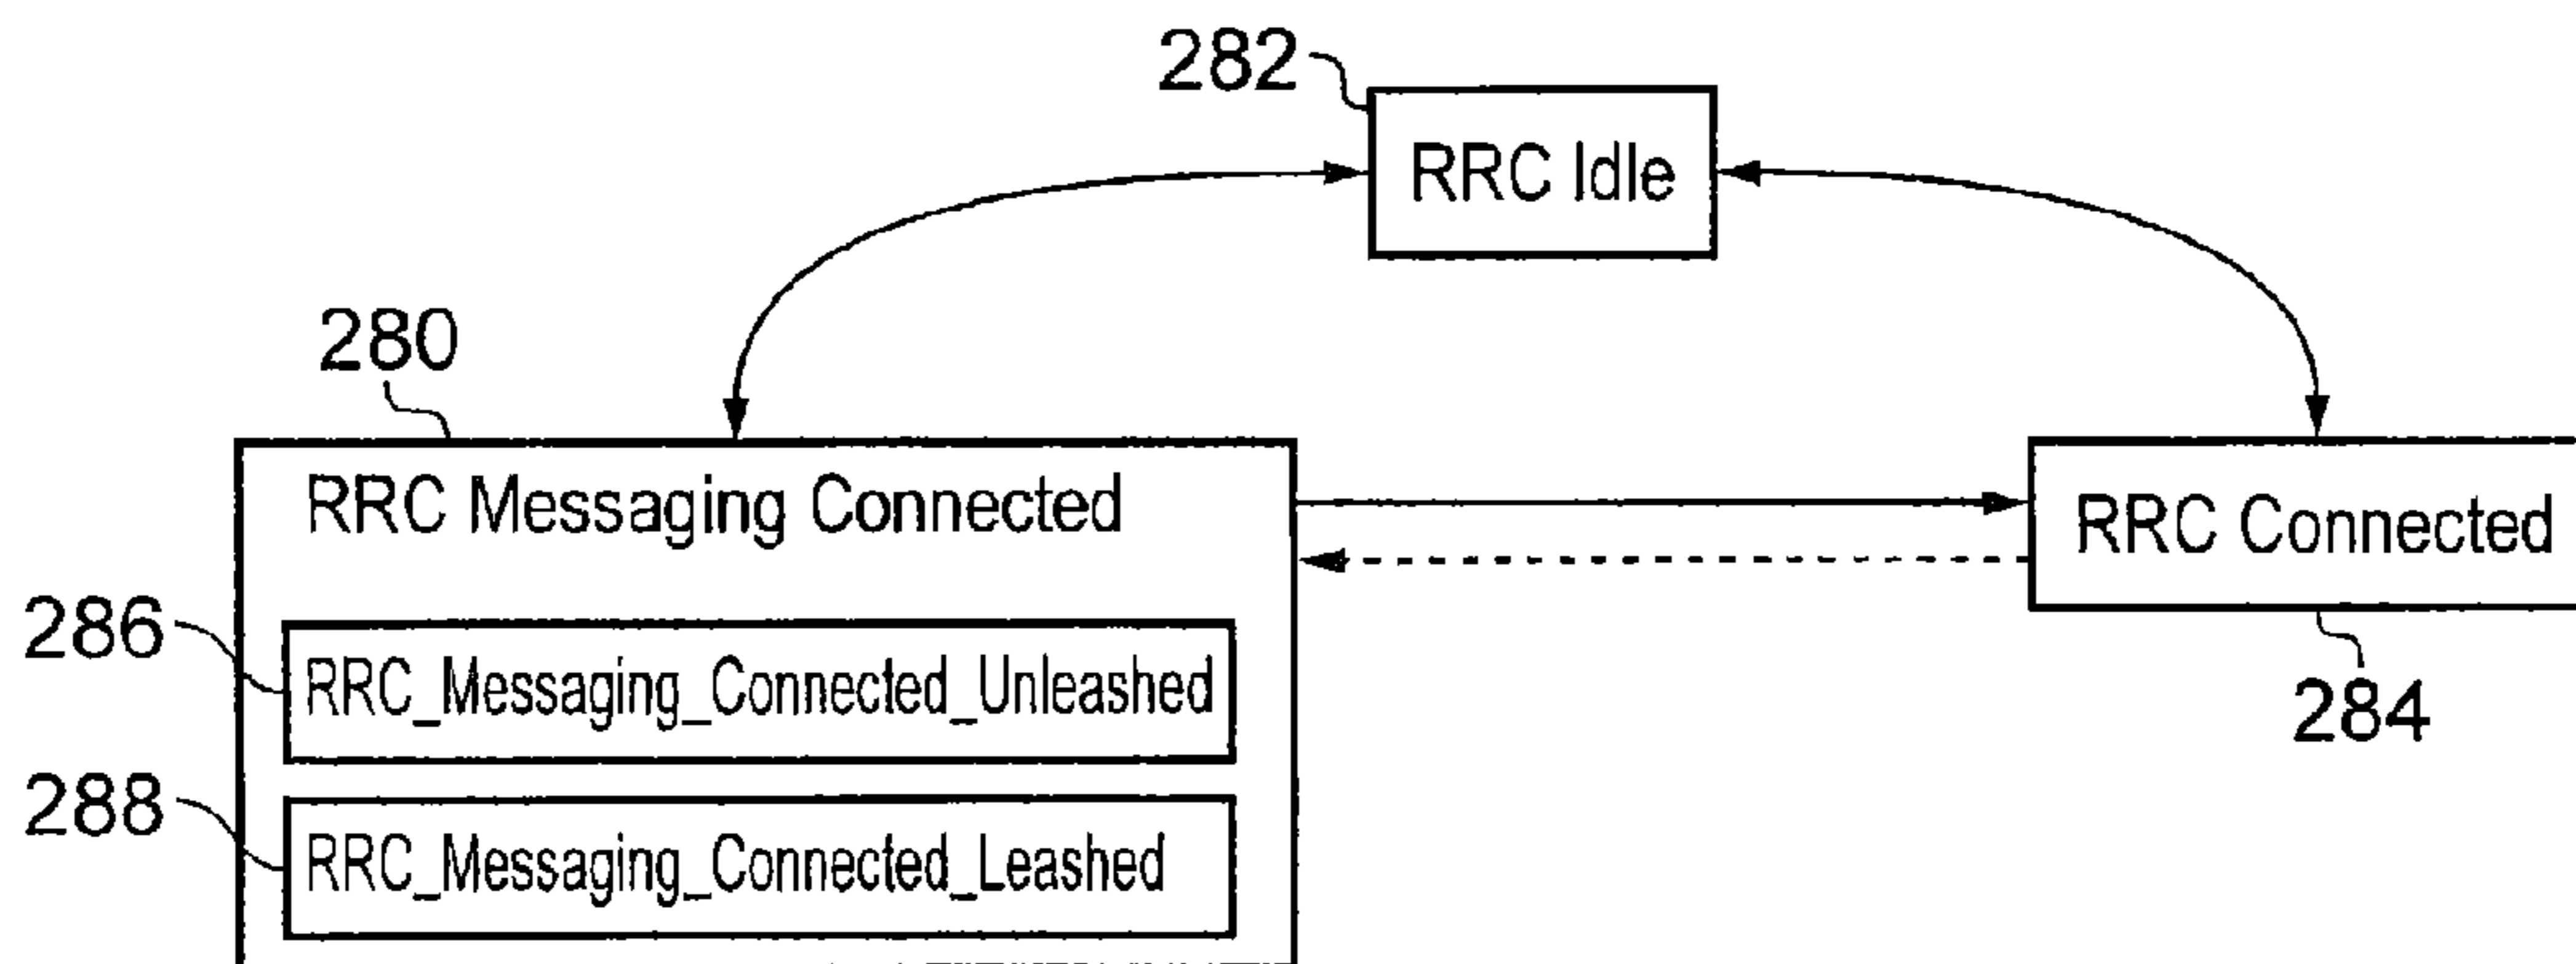 282
RRC Idle
280
RRC Messaging Connected
RRC Connected
286
RRC_Messaging_Connected_Unleashed
284
288
RRC_Messaging_Connected_Leashed